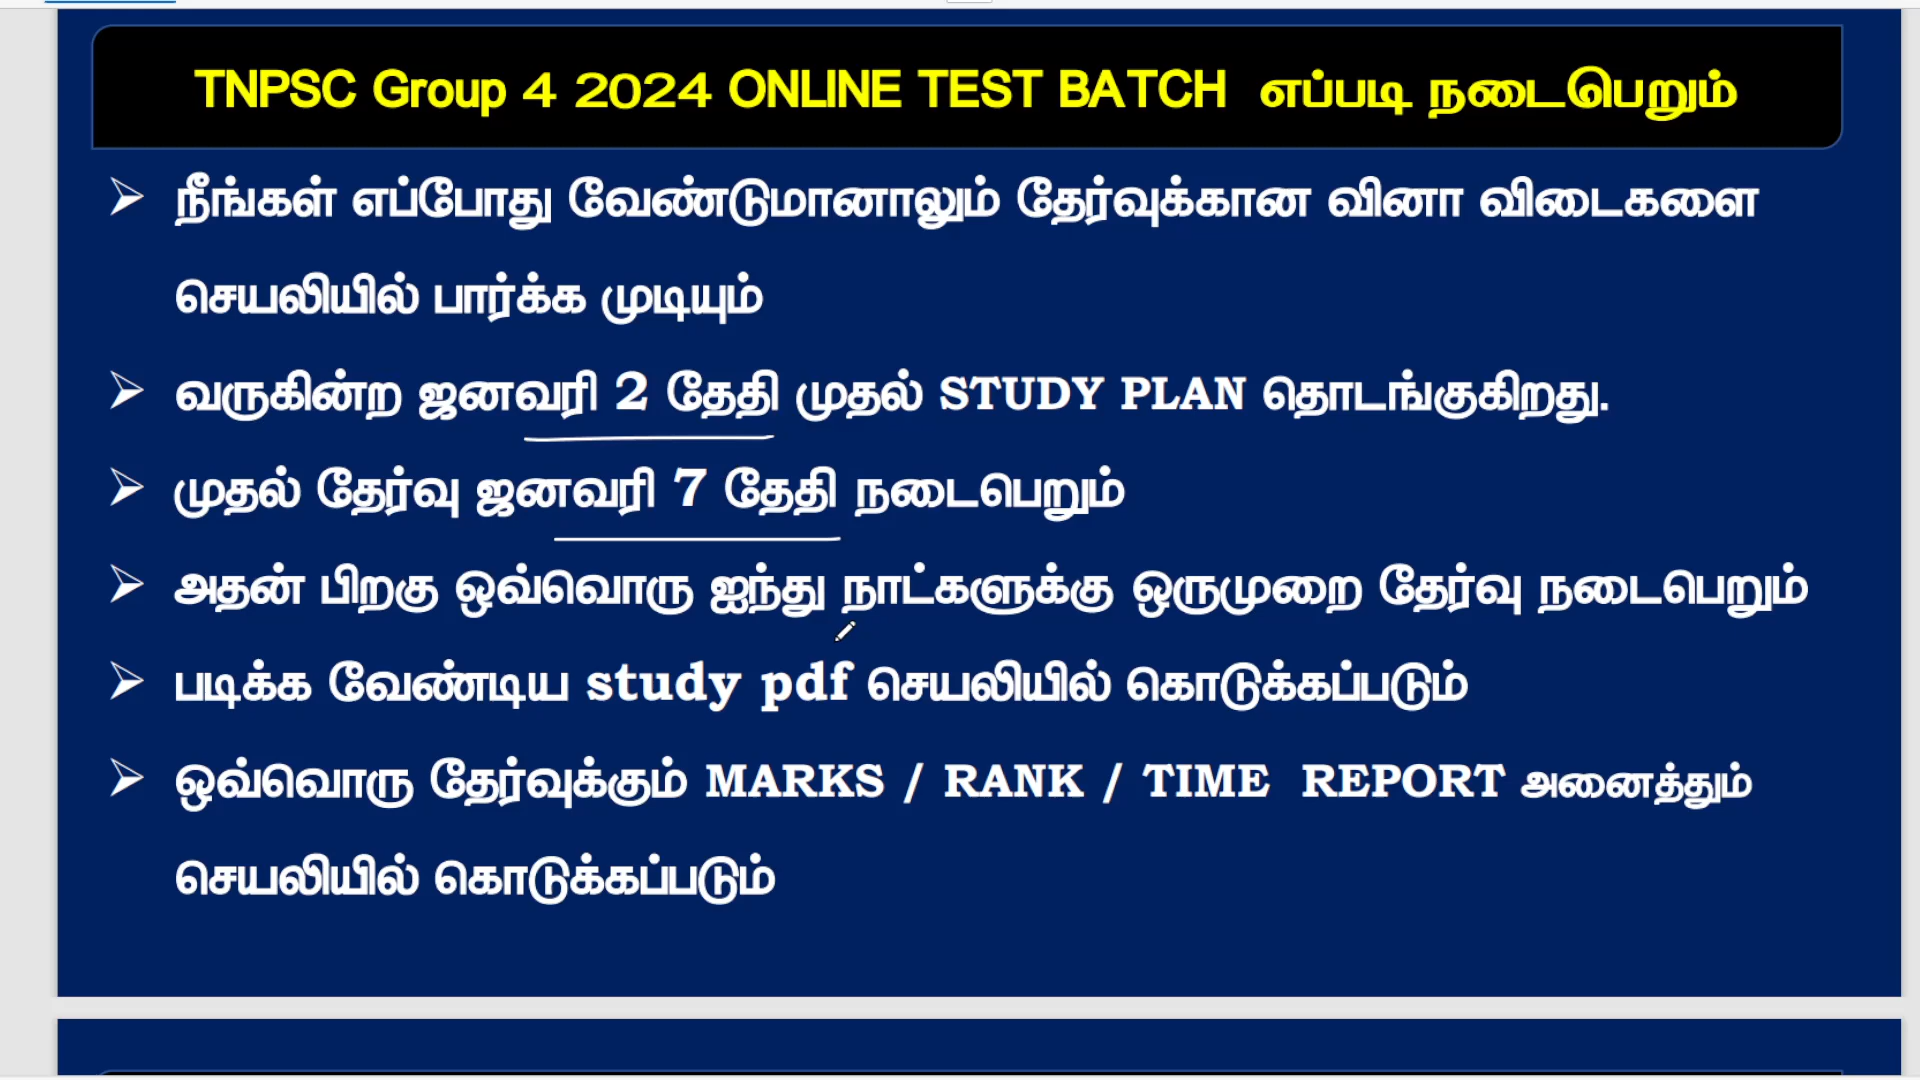 TNPSC Group 4 2024 ONLINE TEST BATCH எப்படி நடைபெறும்
நீங்கள் எப்போது வேண்டுமானாலும் தேர்வுக்கான வினா விடைகளை
செயலியில் பார்க்க முடியும்
வருகின்ற ஜனவரி 2 தேதி முதல் STUDY PLAN தொடங்குகிறது.
முதல் தேர்வு ஜனவரி 7 தேதி நடைபெறும்
அதன் பிறகு ஒவ்வொரு ஐந்து நாட்களுக்கு ஒருமுறை தேர்வு நடைபெறும்
படிக்க வேண்டிய study pdf செயலியில் கொடுக்கப்படும்
ஒவ்வொரு தேர்வுக்கும் MARKS / RANK / TIME REPORT அனைத்தும்
செயலியில் கொடுக்கப்படும்